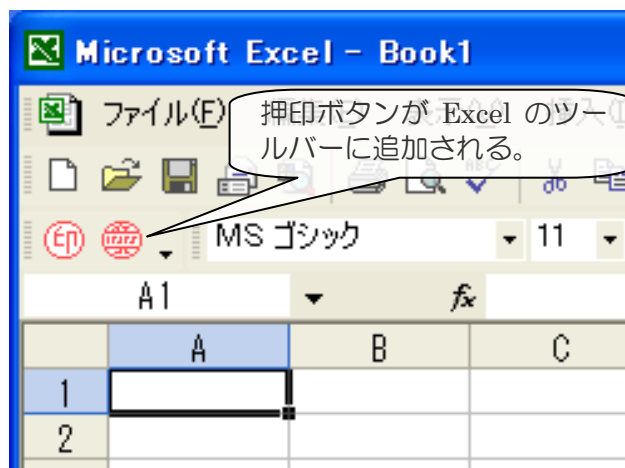 Microsoft Excel - Book1
ファイル(F)
押印ボタンが Excel のツー
ルバーに追加される。
印
MS ゴシック 11
A1 fx
A B C
1
2